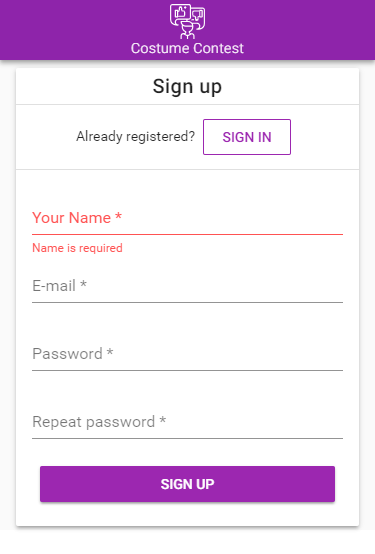 Costume Contest
Sign up
Already registered? SIGN IN
Your Name *
Name is required
E-mail *
Password *
Repeat password *
SIGN UP